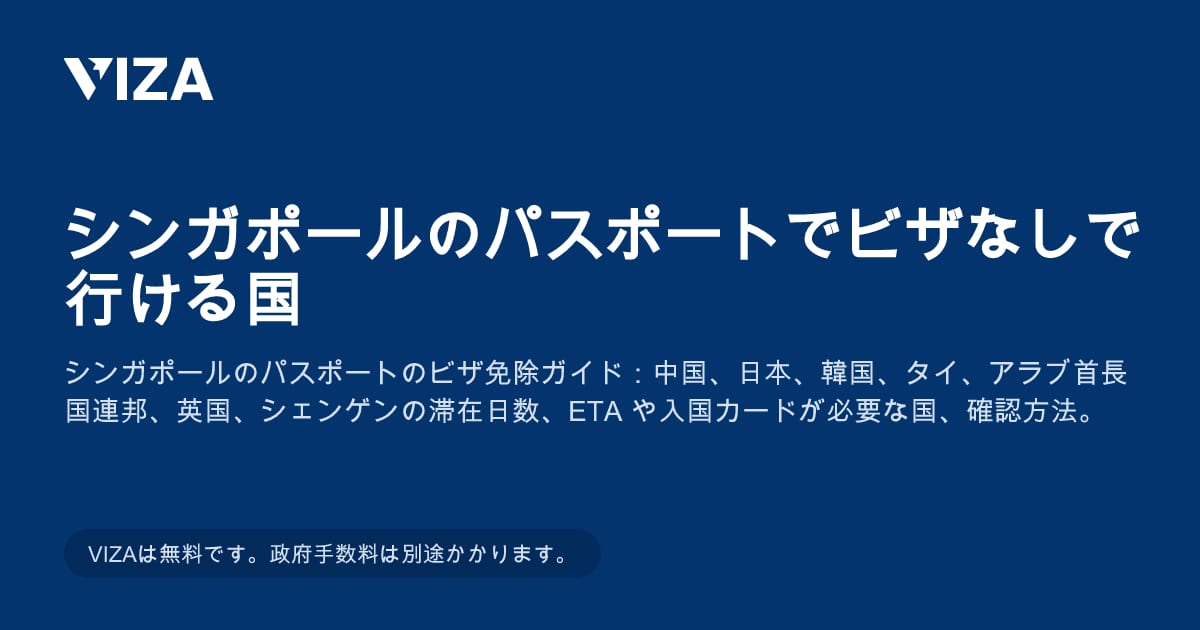 VIZA
シンガポールのパスポートでビザなしで
行ける国
シンガポールのパスポートのビザ免除ガイド：中国、日本、韓国、タイ、アラブ首長
国連邦、英国、シェンゲンの滞在日数、ETA や入国カードが必要な国、確認方法。
VIZAは無料です。政府手数料は別途かかります。